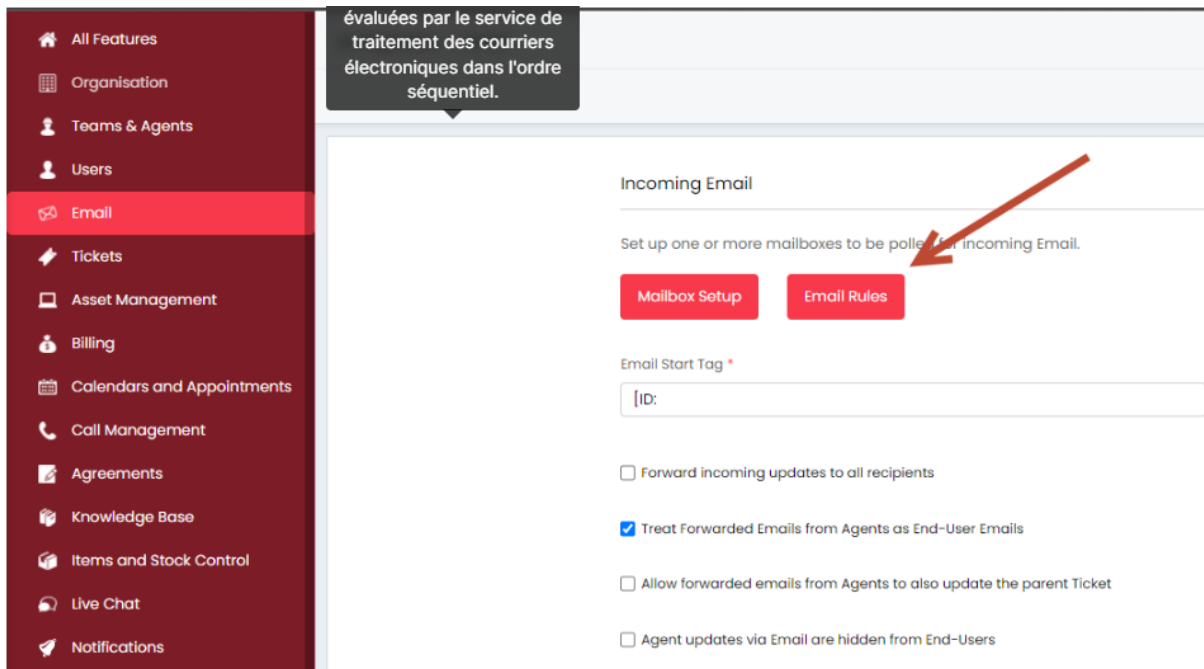 All Features
Organisation
Teams & Agents
Users
Email
Tickets
Asset Management
Billing
Calendars and Appointments
Call Management
Agreements
Knowledge Base
Items and Stock Control
Live Chat
Notifications
évaluées par le service de
traitement des courriers
électroniques dans l'ordre
séquentiel.
Incoming Email
Set up one or more mailboxes to be polled for incoming Email.
Mailbox Setup
Email Rules
Email Start Tag *
[ID:
Forward incoming updates to all recipients
Treat Forwarded Emails from Agents as End-User Emails
Allow forwarded emails from Agents to also update the parent Ticket
Agent updates via Email are hidden from End-Users